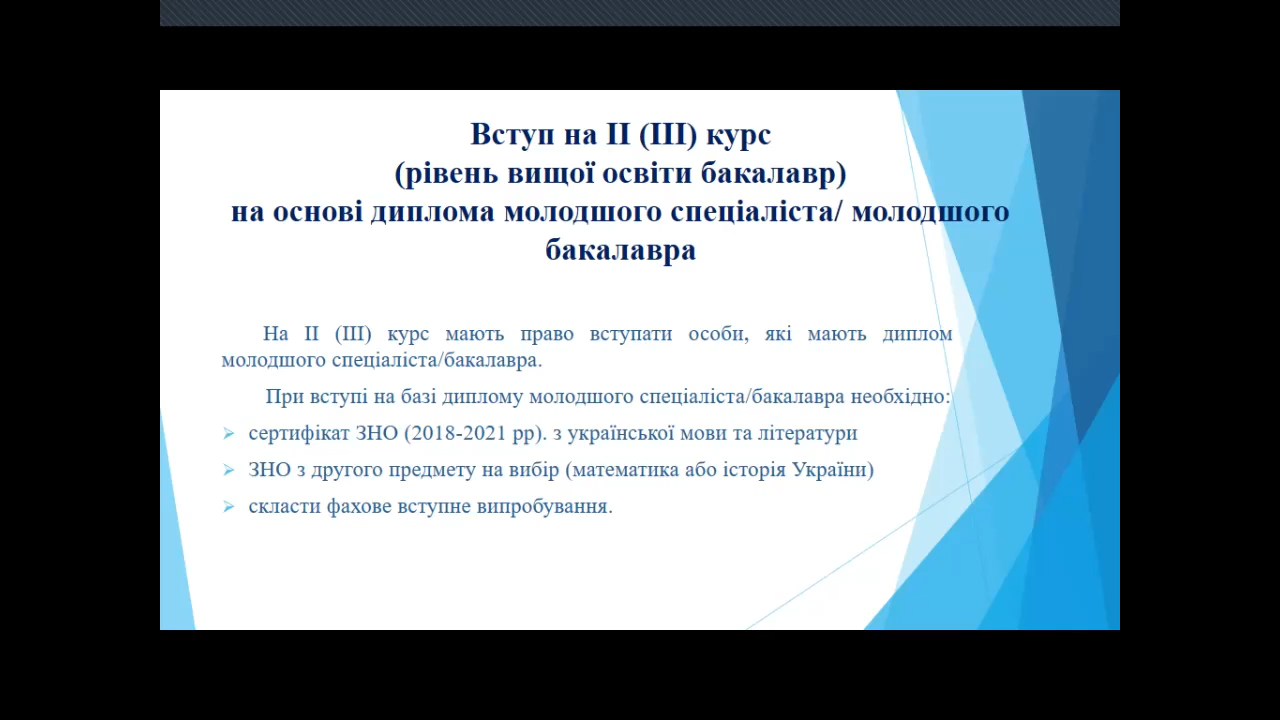 Вступ на ІІ (ІІІ) курс
(рівень вищої освіти бакалавр)
на основі диплома молодшого спеціаліста/ молодшого
бакалавра
На ІІ (ІІІ) курс мають право вступати особи, які мають диплом
молодшого спеціаліста/бакалавра.
При вступі на базі диплому молодшого спеціаліста/бакалавра необхідно:
➢ сертифікат ЗНО (2018-2021 рр). з української мови та літератури
➢ ЗНО з другого предмету на вибір (математика або історія України)
➢ скласти фахове вступне випробування.